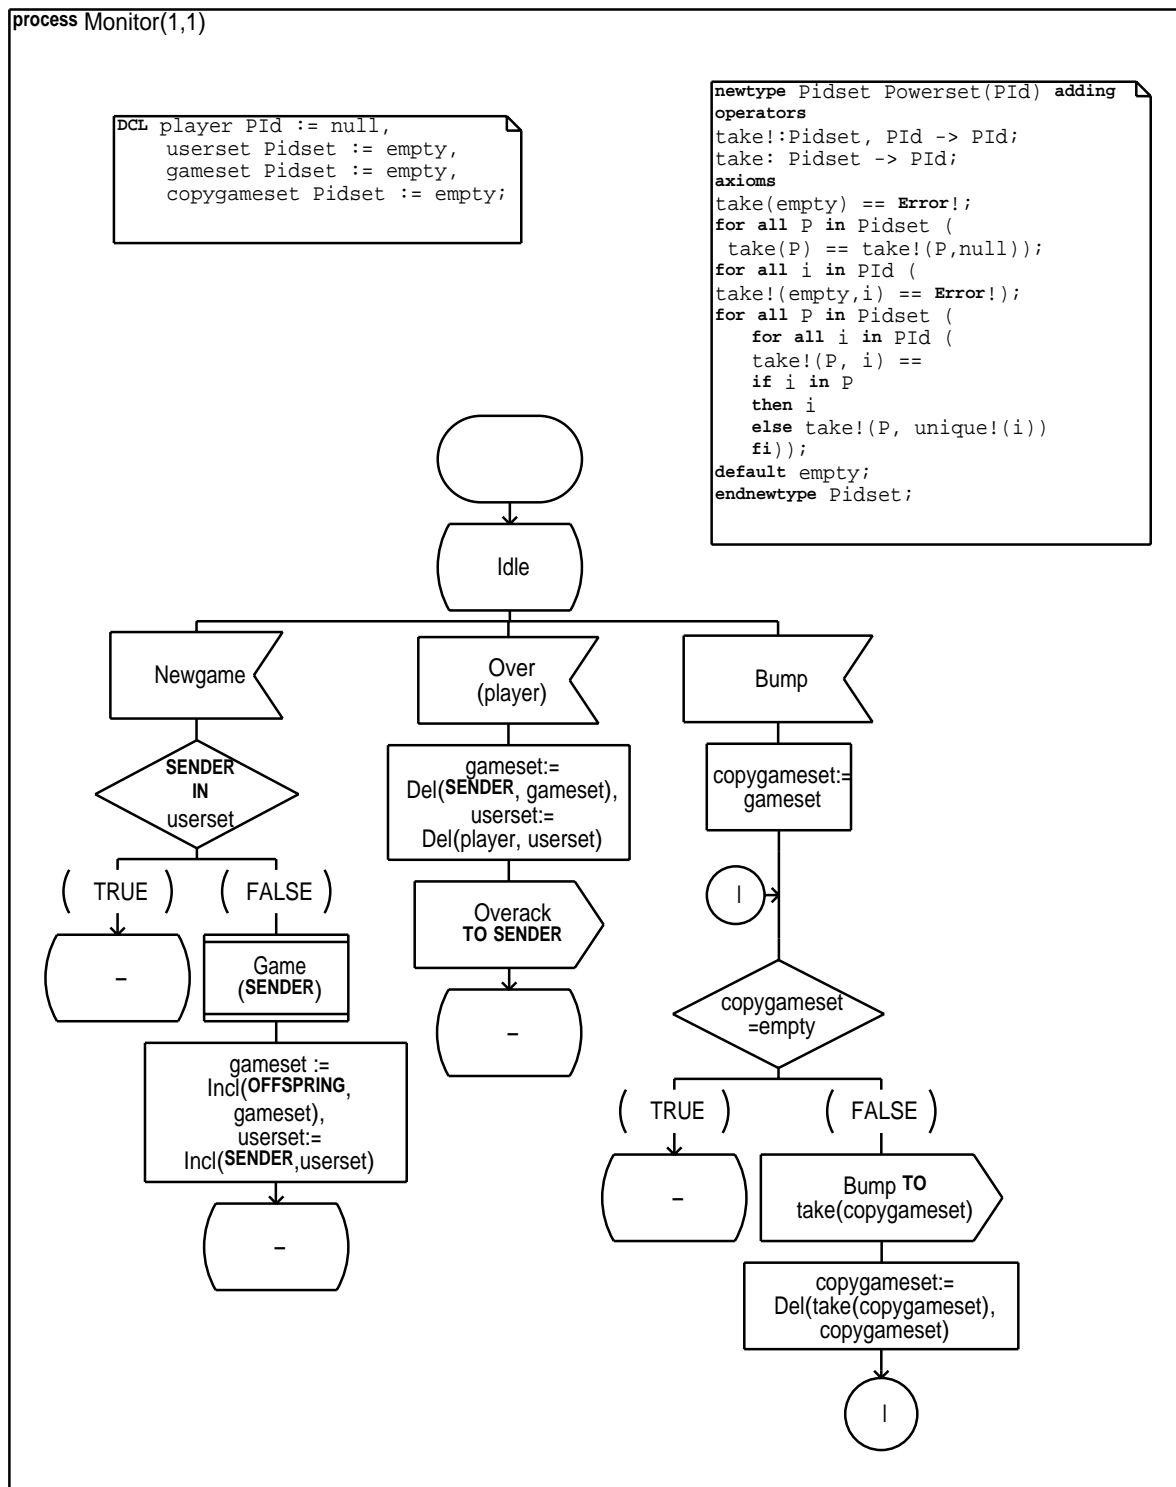 process Monitor(1,1)
DCL player PId := null,
userset Pidset := empty,
gameset Pidset := empty,
copygameset Pidset := empty;
newtype Pidset Powerset(PId) adding
operators
take!:Pidset, PId -> PId;
take: Pidset -> PId;
axioms
take(empty) == Error!;
for all P in Pidset (
take(P) == take!(P,null));
for all i in PId (
take!(empty,i) == Error!);
for all P in Pidset (
for all i in PId (
take!(P, i) ==
if i in P
then i
else take!(P, unique!(i))
fi));
default empty;
endnewtype Pidset;
Idle
Newgame
SENDER
IN
userset
( TRUE )
( FALSE )
–
Game
(SENDER)
gameset :=
Incl(OFFSPRING,
gameset),
userset:=
Incl(SENDER,userset)
–
Over
(player)
gameset:=
Del(SENDER, gameset),
userset:=
Del(player, userset)
Overack
TO SENDER
–
Bump
copygameset:=
gameset
l
copygameset
=empty
( TRUE )
( FALSE )
–
Bump TO
take(copygameset)
copygameset:=
Del(take(copygameset),
copygameset)
l